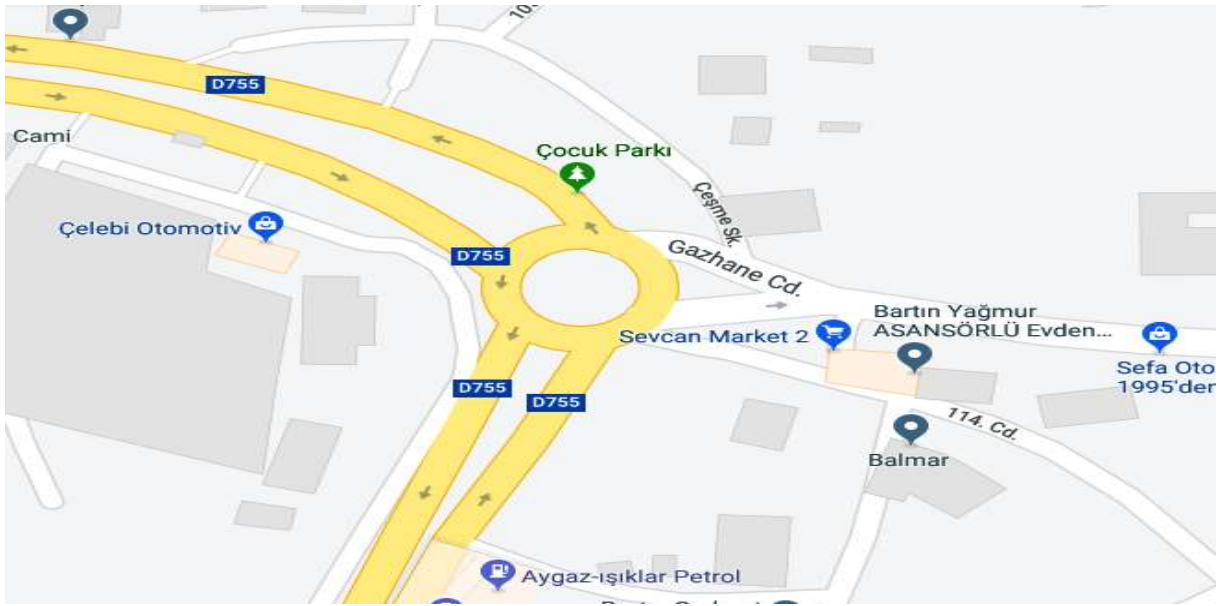 D755
Cami
Çocuk Parkı
Çelebi Otomotiv
Çeşme Sk.
D755
Gazhane Cd.
Bartın Yağmur
ASANSÖRLÜ Evden...
Sevcan Market 2
Sefa Oto
1995'den
D755
D755
114. Cd.
Balmar
Aygaz-ışıklar Petrol